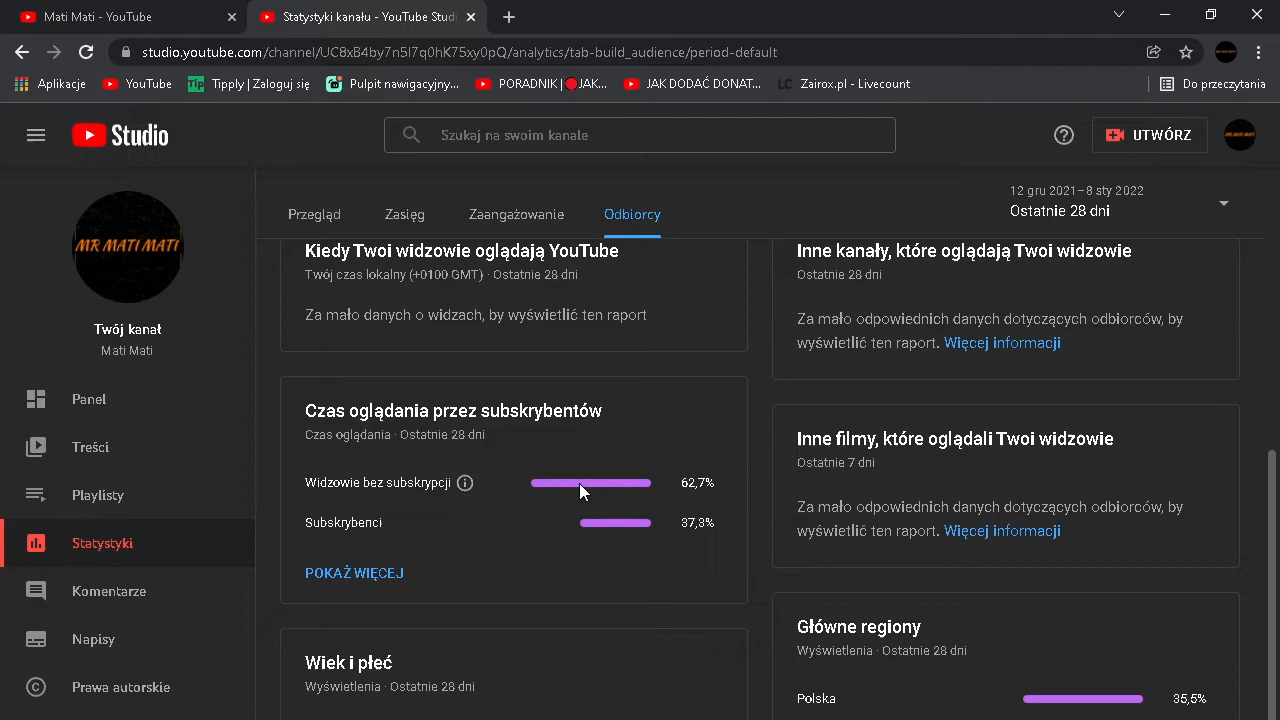 Mati Mati - YouTube
Statystyki kanału - YouTube Studi
studio.youtube.com/channel/UC8xB4by7n5I7q0hK75xv0pQ/analytics/tab-build_audience/period-default
Aplikacje
YouTube
Tipply | Zaloguj się
Pulpit nawigacyjny...
PORADNIK | 🔴JAK...
JAK DODAĆ DONAT...
LC Zairox.pl - Livecount
Do przeczytania
Studio
Szukaj na swoim kanale
UTWÓRZ
MR MATI MATI
Twój kanał
Mati Mati
Panel
Treści
Playlisty
Statystyki
Komentarze
Napisy
Prawa autorskie
Przegląd
Zasięg
Zaangażowanie
Odbiorcy
12 gru 2021–8 sty 2022
Ostatnie 28 dni
Kiedy Twoi widzowie oglądają YouTube
Twój czas lokalny (+0100 GMT) · Ostatnie 28 dni
Za mało danych o widzach, by wyświetlić ten raport
Czas oglądania przez subskrybentów
Czas oglądania · Ostatnie 28 dni
Widzowie bez subskrypcji
62,7%
Subskrybenci
37,3%
POKAŻ WIĘCEJ
Wiek i płeć
Wyświetlenia · Ostatnie 28 dni
Inne kanały, które oglądają Twoi widzowie
Ostatnie 28 dni
Za mało odpowiednich danych dotyczących odbiorców, by
wyświetlić ten raport. Więcej informacji
Inne filmy, które oglądali Twoi widzowie
Ostatnie 7 dni
Za mało odpowiednich danych dotyczących odbiorców, by
wyświetlić ten raport. Więcej informacji
Główne regiony
Wyświetlenia · Ostatnie 28 dni
Polska
35,5%